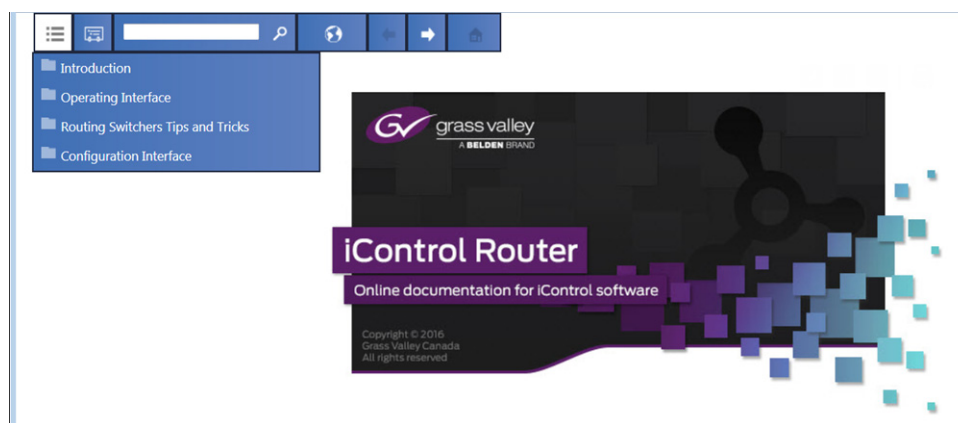 Introduction
Operating Interface
Routing Switchers Tips and Tricks
Configuration Interface
GV grass valley
A BELDEN BRAND
iControl Router
Online documentation for iControl software
Copyright © 2016
Grass Valley Canada
All rights reserved